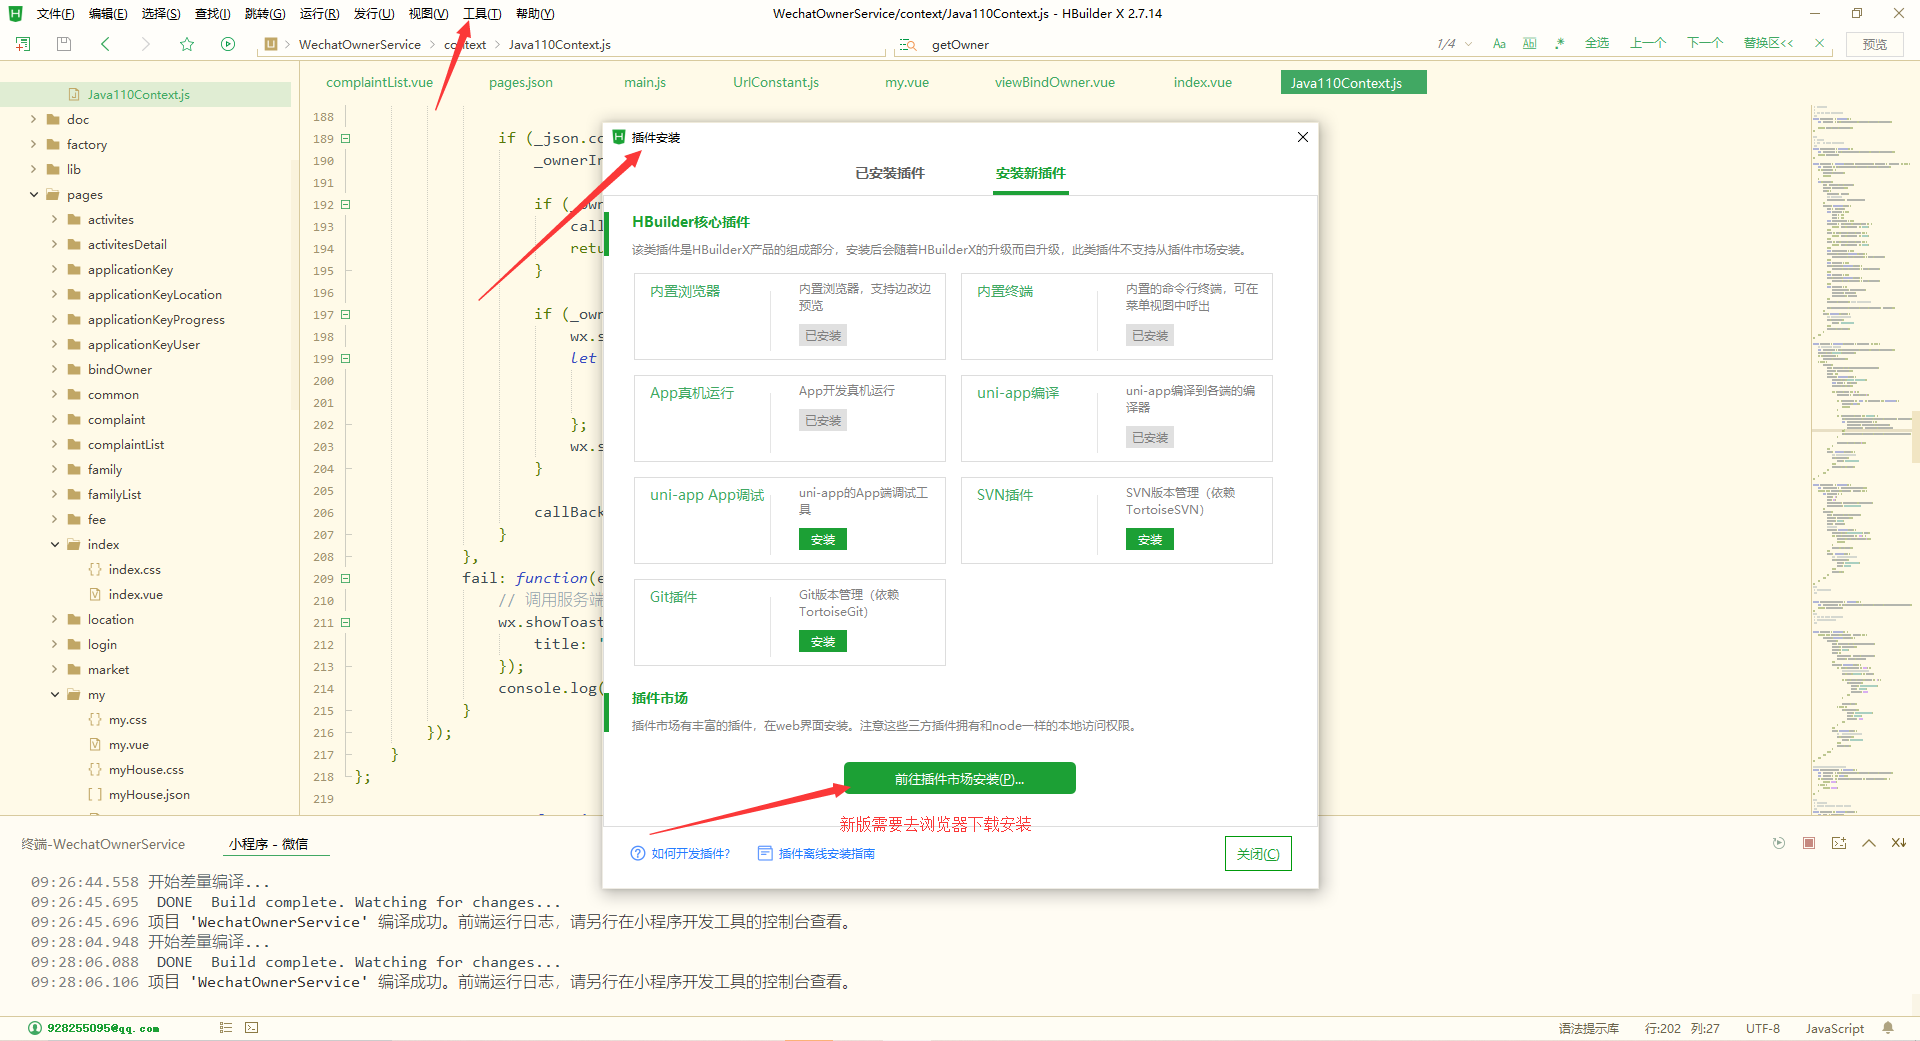 文件(F) 编辑(E) 选择(S) 查找(I) 跳转(G) 运行(R) 发行(U) 视图(V) 工具(T) 帮助(Y) WechatOwnerService/context/Java110Context.js - HBuilder X 2.7.14
WechatOwnerService context Java110Context.js getOwner 1/4 Aa 全选 上一个 下一个 替换区<< 预览
complaintList.vue pages.json main.js UrlConstant.js my.vue viewBindOwner.vue index.vue Java110Context.js
Java110Context.js
doc
factory
lib
pages
activites
activitesDetail
applicationKey
applicationKeyLocation
applicationKeyProgress
applicationKeyUser
bindOwner
common
complaint
complaintList
family
familyList
fee
index
index.css
index.vue
location
login
market
my
my.css
my.vue
myHouse.css
myHouse.json
188
189 if (_json.co
190 _ownerIn
191
192 if (_own
193 call
194 retu
195 }
196
197 if (_own
198 wx.s
199 let
200
201
202 };
203 wx.s
204 }
205
206 callBack
207 }
208 },
209 fail: function(e
210 // 调用服务端
211 wx.showToast
212 title: '
213 });
214 console.log(
215 }
216 });
217 }
218 };
219
插件安装
已安装插件 安装新插件
HBuilder核心插件
该类插件是HBuilderX产品的组成部分，安装后会随着HBuilderX的升级而自升级，此类插件不支持从插件市场安装。
内置浏览器
内置浏览器，支持边改边
预览
已安装
内置终端
内置的命令行终端，可在
菜单视图中呼出
已安装
App真机运行
App开发真机运行
已安装
uni-app编译
uni-app编译到各端的编
译器
已安装
uni-app App调试
uni-app的App端调试工
具
安装
SVN插件
SVN版本管理（依赖
TortoiseSVN）
安装
Git插件
Git版本管理（依赖
TortoiseGit）
安装
插件市场
插件市场有丰富的插件，在web界面安装。注意这些三方插件拥有和node一样的本地访问权限。
前往插件市场安装(P)...
新版需要去浏览器下载安装
如何开发插件? 插件离线安装指南 关闭(C)
终端-WechatOwnerService 小程序 - 微信
09:26:44.558 开始差量编译...
09:26:45.695 DONE Build complete. Watching for changes...
09:26:45.696 项目 'WechatOwnerService' 编译成功。前端运行日志，请另行在小程序开发工具的控制台查看。
09:28:04.948 开始差量编译...
09:28:06.088 DONE Build complete. Watching for changes...
09:28:06.106 项目 'WechatOwnerService' 编译成功。前端运行日志，请另行在小程序开发工具的控制台查看。
928255095@qq.com 语法提示库 行:202 列:27 UTF-8 JavaScript